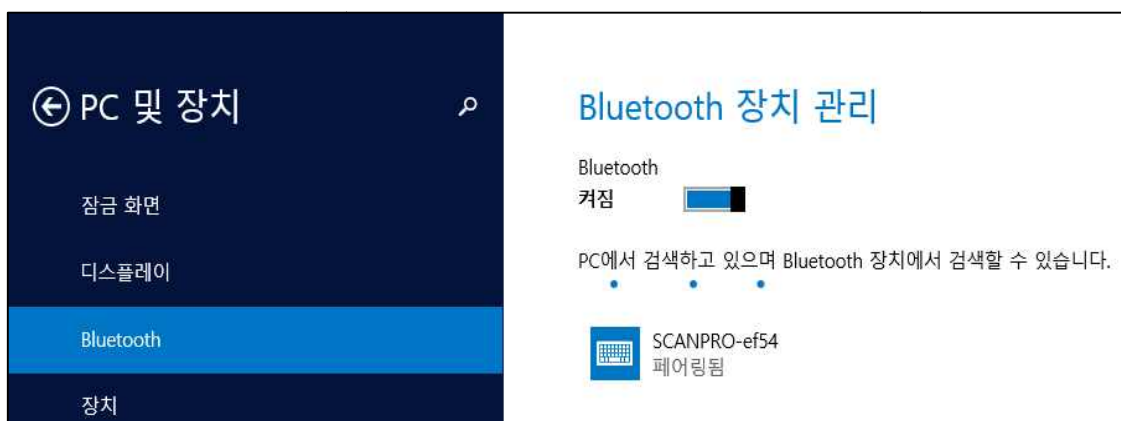 PC 및 장치
잠금 화면
디스플레이
Bluetooth
장치
Bluetooth 장치 관리
Bluetooth
켜짐
PC에서 검색하고 있으며 Bluetooth 장치에서 검색할 수 있습니다.
SCANPRO-ef54
페어링됨